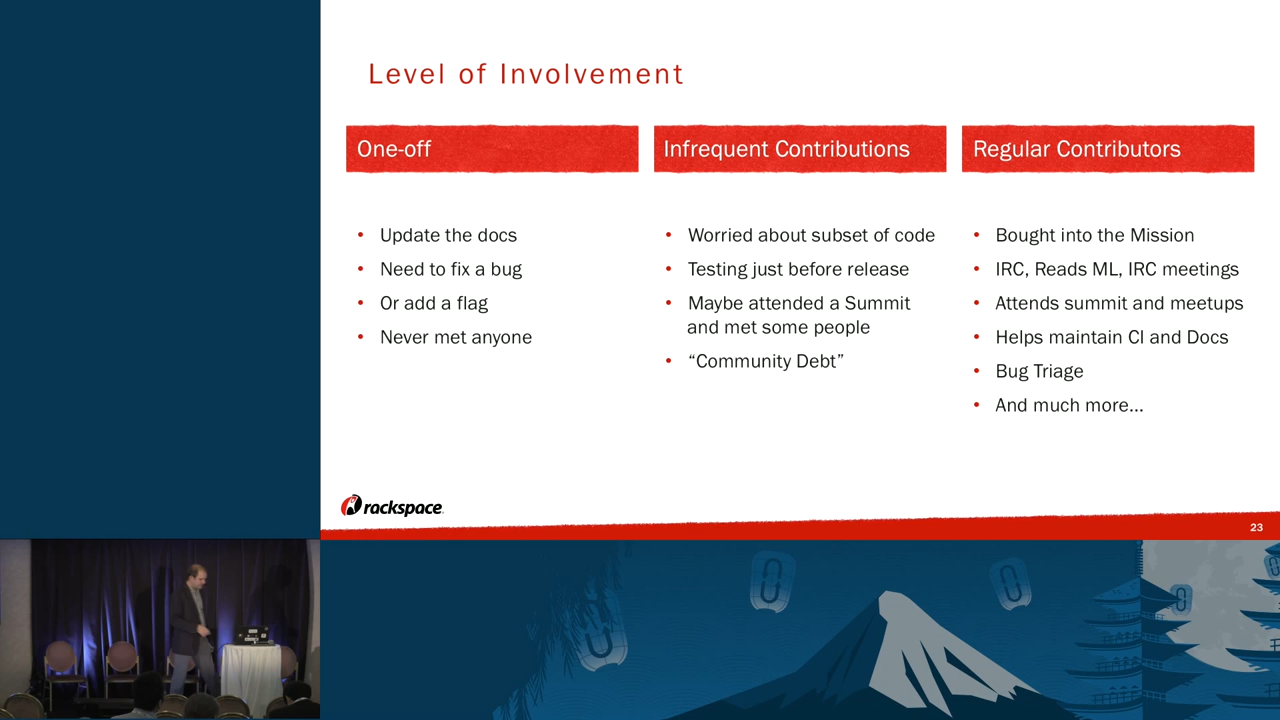 Level of Involvement
One-off
Update the docs
Need to fix a bug
Or add a flag
Never met anyone
Infrequent Contributions
Worried about subset of code
Testing just before release
Maybe attended a Summit
and met some people
“Community Debt”
Regular Contributors
Bought into the Mission
IRC, Reads ML, IRC meetings
Attends summit and meetups
Helps maintain CI and Docs
Bug Triage
And much more...
rackspace
23